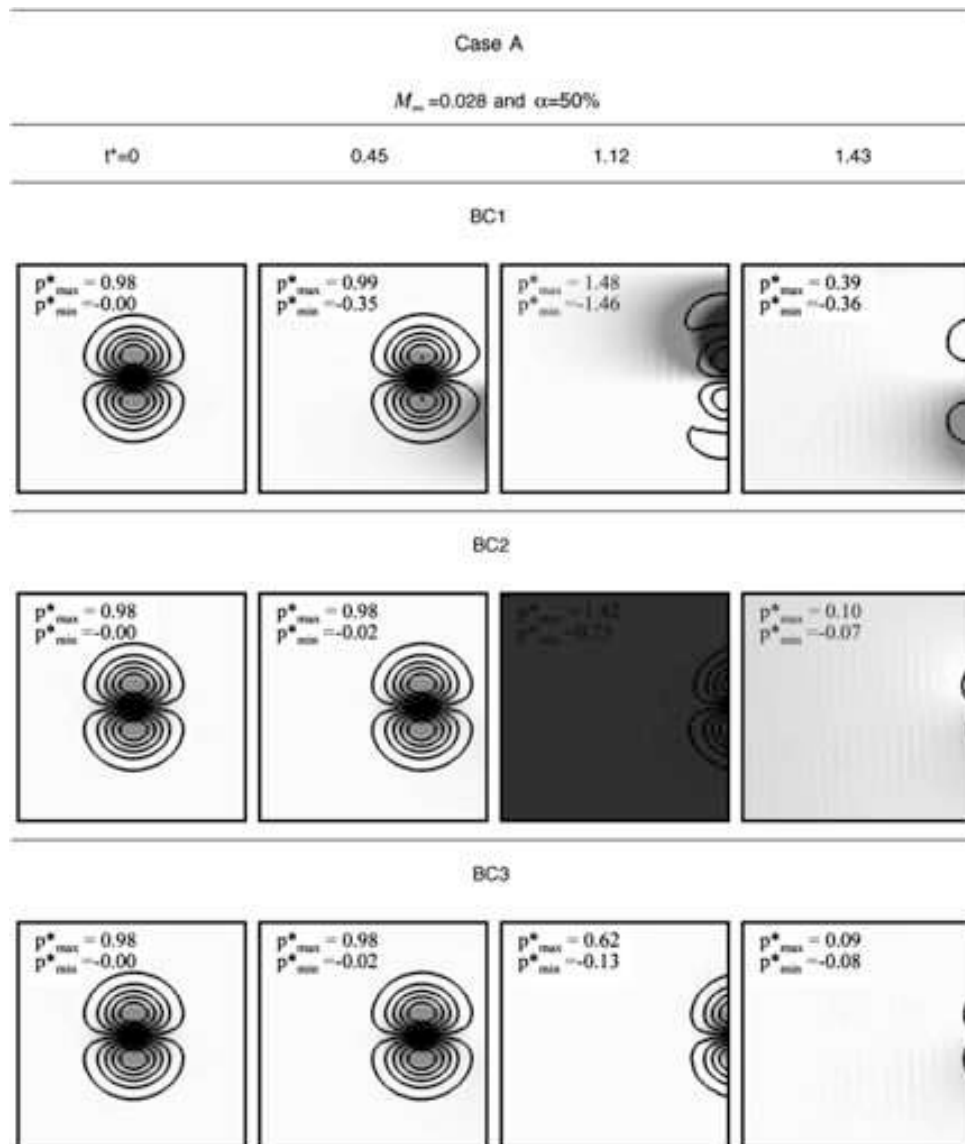 Case A
M∞ =0.028 and α=50%
t*=0 0.45 1.12 1.43
BC1
p*max = 0.98 p*max = 0.99 p*max = 1.48 p*max = 0.39
p*min =-0.00 p*min =-0.35 p*min =-1.46 p*min =-0.36
BC2
p*max = 0.98 p*max = 0.98 p*max = 1.42 p*max = 0.10
p*min =-0.00 p*min =-0.02 p*min p*min =-0.07
BC3
p*max = 0.98 p*max = 0.98 p*max = 0.62 p*max = 0.09
p*min =-0.00 p*min =-0.02 p*min =-0.13 p*min =-0.08